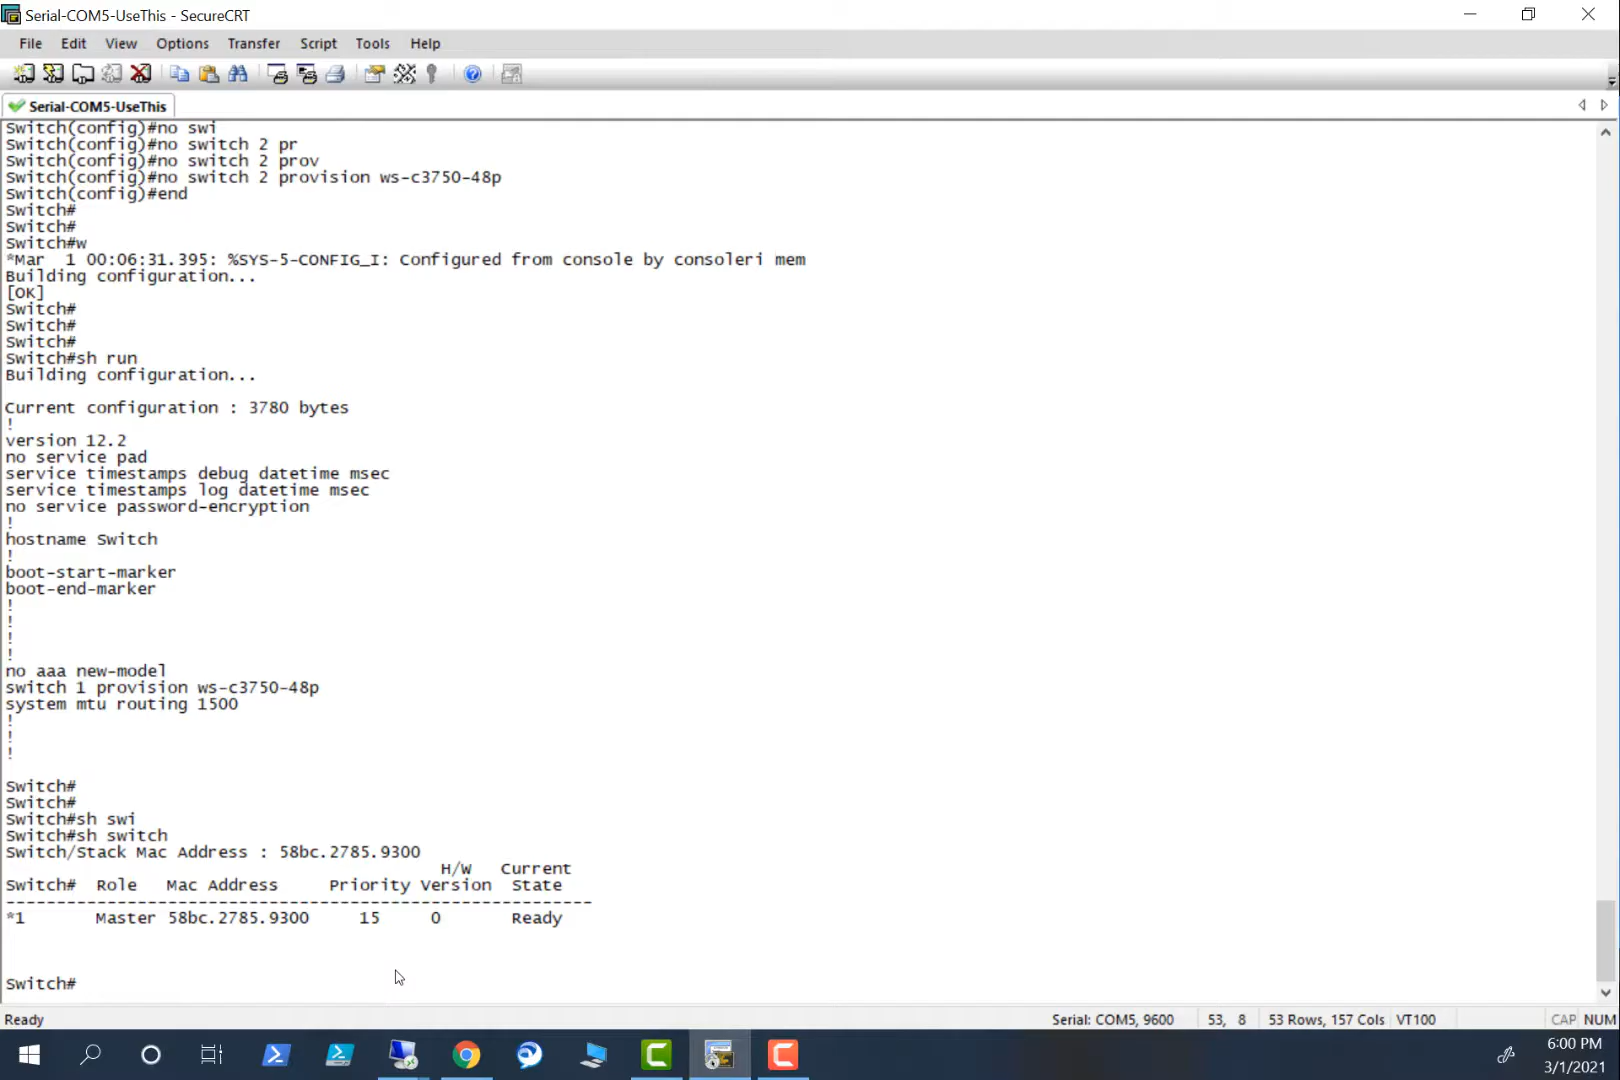 Serial-COM5-UseThis - SecureCRT
File Edit View Options Transfer Script Tools Help
Serial-COM5-UseThis
Switch(config)#no swi
Switch(config)#no switch 2 pr
Switch(config)#no switch 2 prov
Switch(config)#no switch 2 provision ws-c3750-48p
Switch(config)#end
Switch#
Switch#
Switch#w
*Mar  1 00:06:31.395: %SYS-5-CONFIG_I: Configured from console by consoleri mem
Building configuration...
[OK]
Switch#
Switch#
Switch#
Switch#sh run
Building configuration...
Current configuration : 3780 bytes
!
version 12.2
no service pad
service timestamps debug datetime msec
service timestamps log datetime msec
no service password-encryption
!
hostname Switch
!
boot-start-marker
boot-end-marker
!
!
!
!
no aaa new-model
switch 1 provision ws-c3750-48p
system mtu routing 1500
!
!
!
Switch#
Switch#
Switch#sh swi
Switch#sh switch
Switch/Stack Mac Address : 58bc.2785.9300
H/W   Current
Switch#  Role   Mac Address     Priority Version  State
------------------------------------------------------------
*1       Master 58bc.2785.9300     15     0       Ready
Switch#
Ready Serial: COM5, 9600 53, 8 53 Rows, 157 Cols VT100 CAP NUM
6:00 PM
3/1/2021